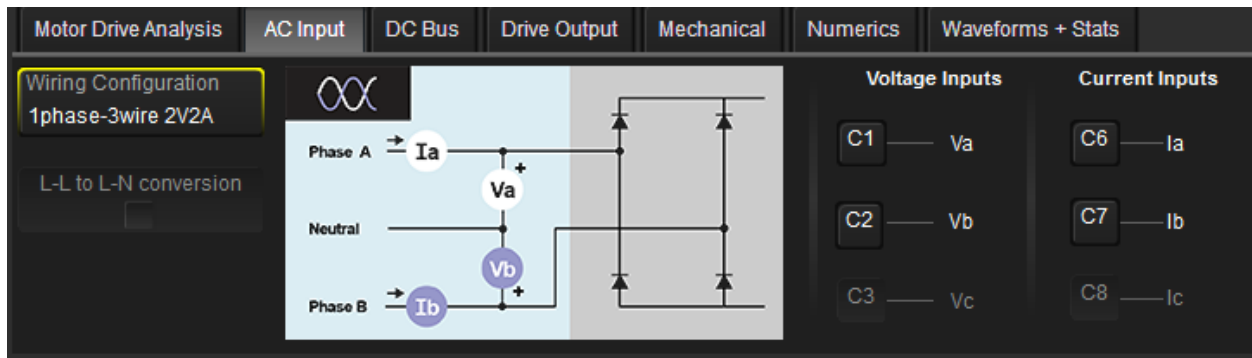 Motor Drive Analysis AC Input DC Bus Drive Output Mechanical Numerics Waveforms + Stats
Wiring Configuration
1phase-3wire 2V2A
L-L to L-N conversion
Phase A Ia
+
Va
Neutral
Vb
+
Phase B Ib
Voltage Inputs Current Inputs
C1 Va C6 Ia
C2 Vb C7 Ib
C3 Vc C8 Ic